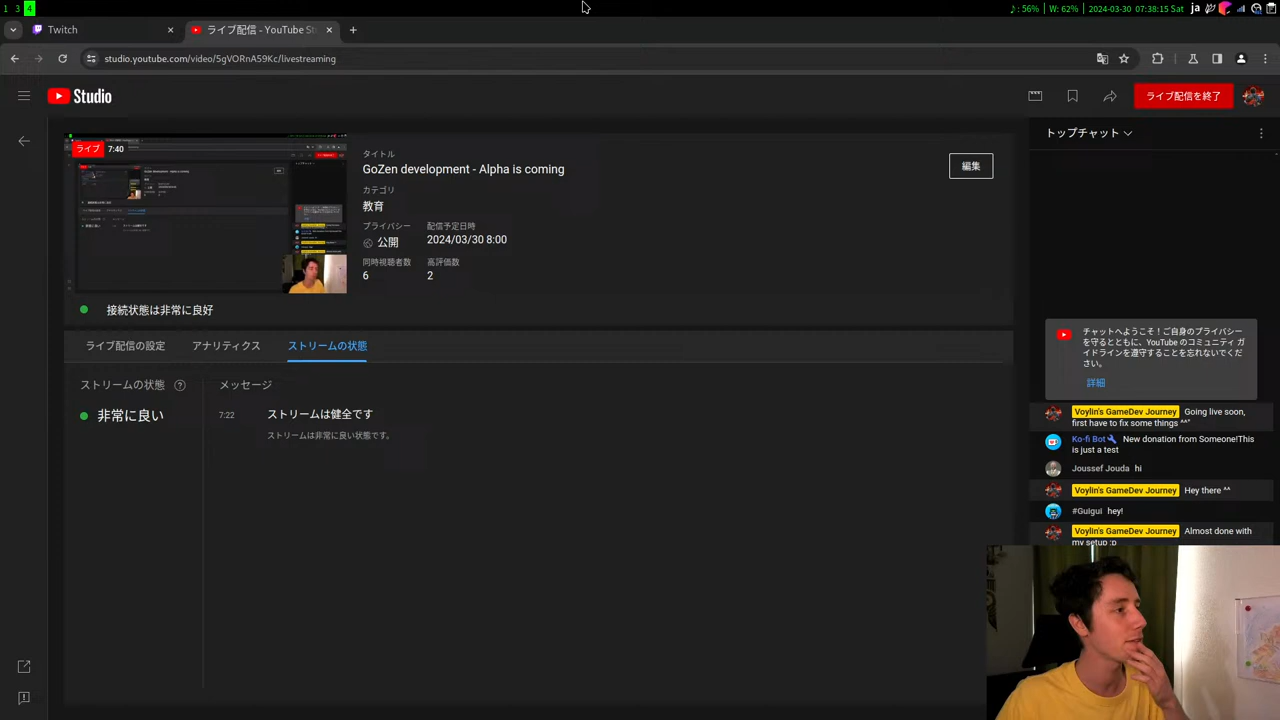 1 3 4
♪: 56% | W: 62% | 2024-03-30 07:38:15 Sat | ja
Twitch
ライブ配信 - YouTube St
studio.youtube.com/video/5gVORnA59Kc/livestreaming
Studio
ライブ配信を終了
ライブ 7:40
タイトル
GoZen development - Alpha is coming
編集
カテゴリ
教育
プライバシー
公開
配信予定日時
2024/03/30 8:00
同時視聴者数
6
高評価数
2
接続状態は非常に良好
ライブ配信の設定
アナリティクス
ストリームの状態
ストリームの状態
非常に良い
メッセージ
7:22
ストリームは健全です
ストリームは非常に良い状態です。
トップチャット
チャットへようこそ！ご自身のプライバシー
を守るとともに、YouTube のコミュニティ ガ
イドラインを遵守することを忘れないでくだ
さい。
詳細
Voylin's GameDev Journey Going live soon,
first have to fix some things ^^"
Ko-fi Bot New donation from Someone!This
is just a test
Joussef Jouda hi
Voylin's GameDev Journey Hey there ^^
#Guigui hey!
Voylin's GameDev Journey Almost done with
my setup :p